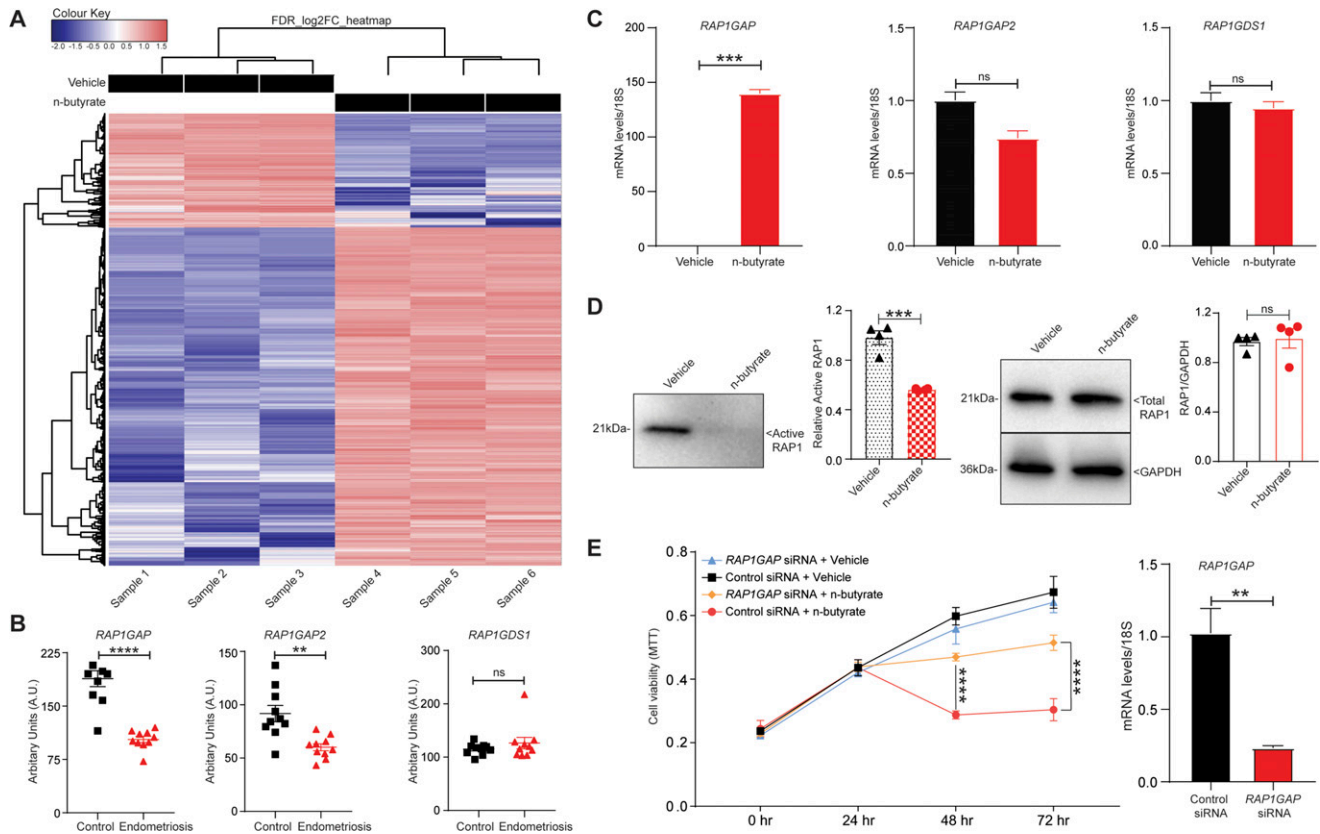 A
Colour Key
-2.0 -1.5 -1.0 -0.5 0.0 0.5 1.0 1.5
FDR_log2FC_heatmap
Vehicle
n-butyrate
Sample 1
Sample 2
Sample 3
Sample 4
Sample 5
Sample 6
B
RAP1GAP
****
Arbitary Units (A.U.)
225
150
75
0
Control Endometriosis
RAP1GAP2
**
Arbitary Units (A.U.)
150
100
50
0
Control Endometriosis
RAP1GDS1
ns
Arbitary Units (A.U.)
300
200
100
0
Control Endometriosis
C
RAP1GAP
***
mRNA levels/18S
200
150
100
50
0
Vehicle n-butyrate
RAP1GAP2
ns
mRNA levels/18S
1.5
1.0
0.5
0.0
Vehicle n-butyrate
RAP1GDS1
ns
mRNA levels/18S
1.5
1.0
0.5
0.0
Vehicle n-butyrate
D
Vehicle
n-butyrate
21kDa-
<Active
RAP1
***
Relative Active RAP1
1.2
0.8
0.4
0.0
Vehicle
n-butyrate
Vehicle
n-butyrate
21kDa-
<Total
RAP1
36kDa-
<GAPDH
ns
RAP1/GAPDH
1.2
0.9
0.6
0.3
0.0
Vehicle
n-butyrate
E
Cell viability (MTT)
0.8
0.6
0.4
0.2
0.0
RAP1GAP siRNA + Vehicle
Control siRNA + Vehicle
RAP1GAP siRNA + n-butyrate
Control siRNA + n-butyrate
****
****
0 hr 24 hr 48 hr 72 hr
RAP1GAP
**
mRNA levels/18S
1.5
1.0
0.5
0.0
Control
siRNA
RAP1GAP
siRNA